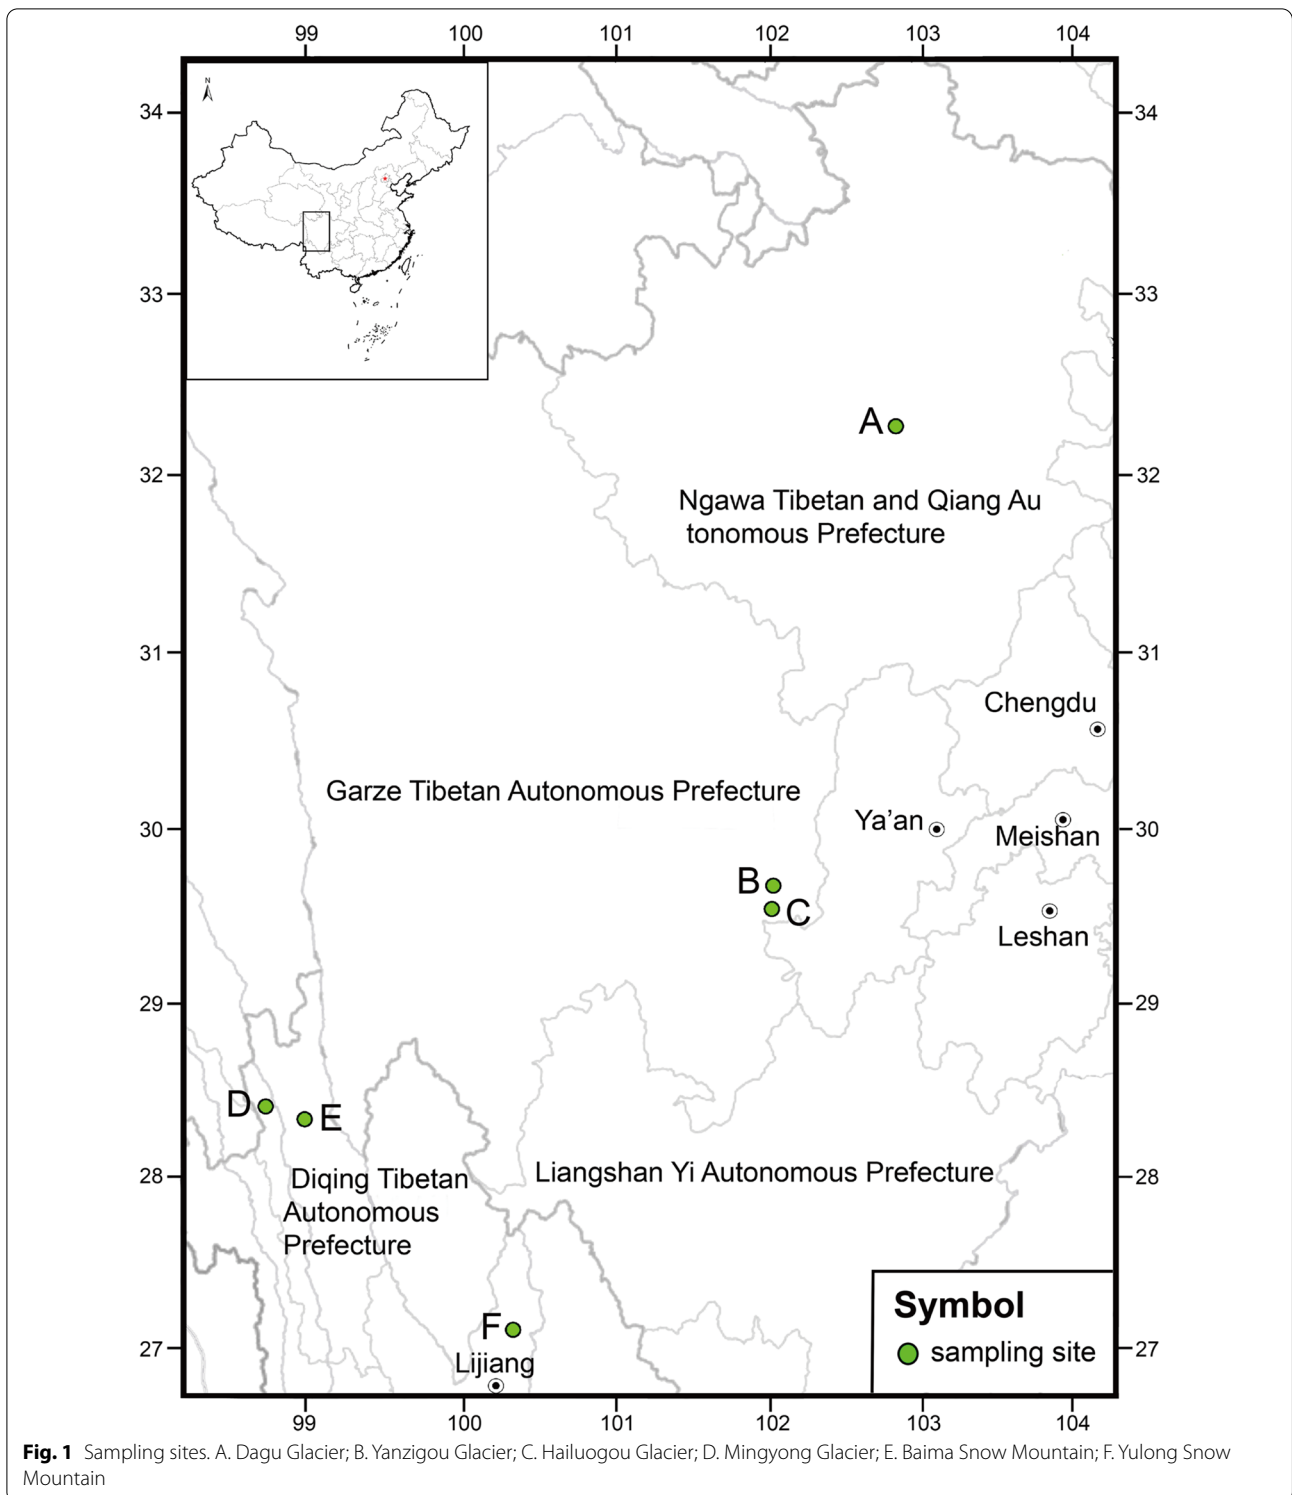 99 100 101 102 103 104
N
34 34
33 33
A
32 32
Ngawa Tibetan and Qiang Au
tonomous Prefecture
31 31
Chengdu
Garze Tibetan Autonomous Prefecture
Ya’an
30 30
Meishan
B
C
Leshan
29 29
D
E
Liangshan Yi Autonomous Prefecture
28 28
Diqing Tibetan
Autonomous
Prefecture
Symbol
F
sampling site
27 27
Lijiang
99 100 101 102 103 104
Fig. 1 Sampling sites. A. Dagu Glacier; B. Yanzigou Glacier; C. Hailuogou Glacier; D. Mingyong Glacier; E. Baima Snow Mountain; F. Yulong Snow
Mountain